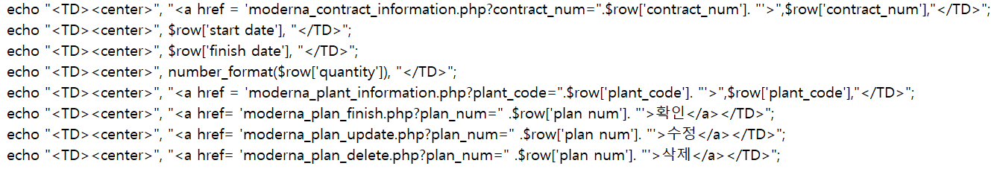 echo "<TD><center>", "<a href = 'moderna_contract_information.php?contract_num=".$row['contract_num']. "'>",$row['contract_num'],"</TD>";
echo "<TD><center>", $row['start date'], "</TD>";
echo "<TD><center>", $row['finish date'], "</TD>";
echo "<TD><center>", number_format($row['quantity']), "</TD>";
echo "<TD><center>", "<a href = 'moderna_plant_information.php?plant_code=".$row['plant_code']. "'>",$row['plant_code'],"</TD>";
echo "<TD><center>", "<a href= 'moderna_plan_finish.php?plan_num=" .$row['plan num']. "'>확인</a></TD>";
echo "<TD><center>", "<a href= 'moderna_plan_update.php?plan_num=" .$row['plan num']. "'>수정</a></TD>";
echo "<TD><center>", "<a href= 'moderna_plan_delete.php?plan_num=" .$row['plan num']. "'>삭제</a></TD>";